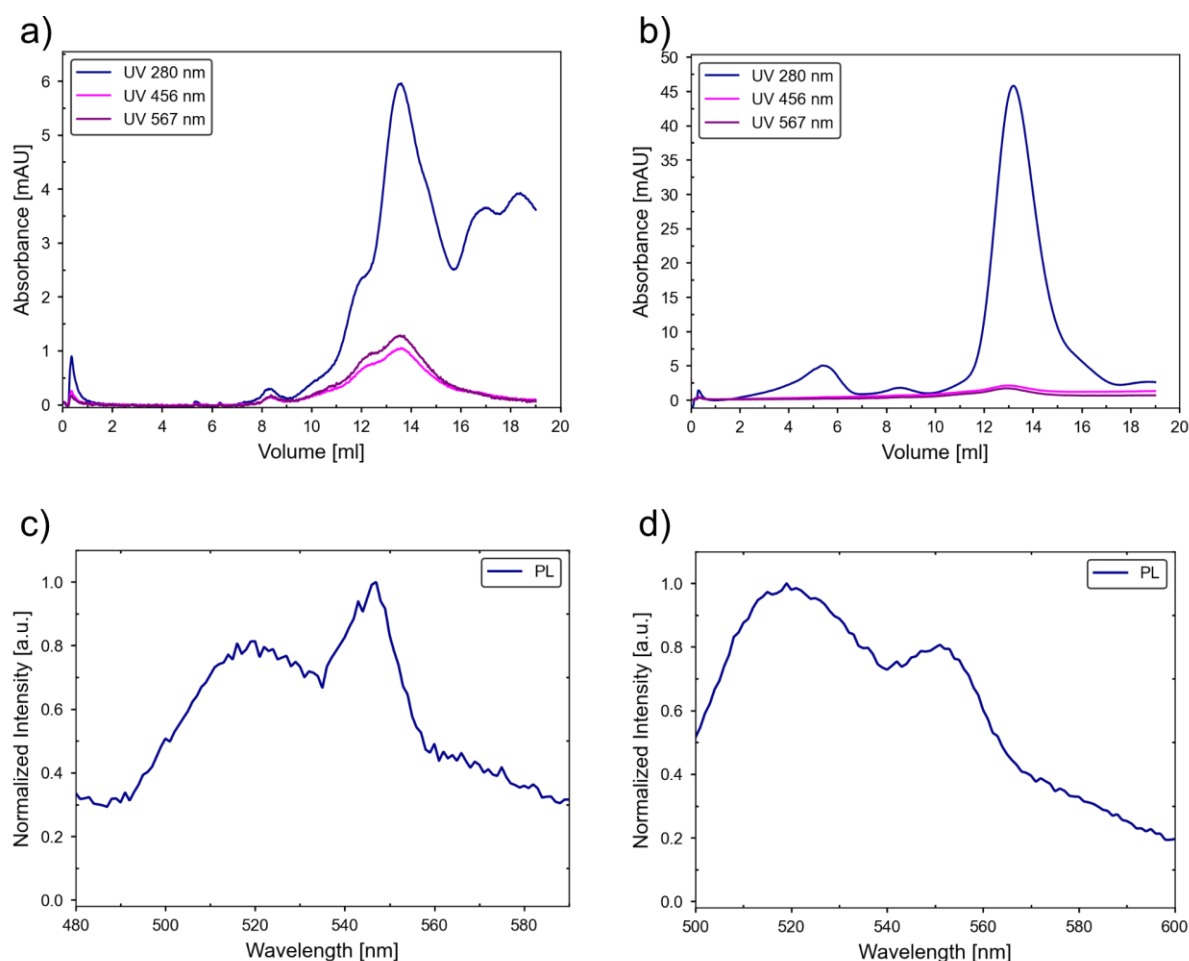 a)
UV 280 nm
UV 456 nm
UV 567 nm
Absorbance [mAU]
6
5
4
3
2
1
0
0 2 4 6 8 10 12 14 16 18 20
Volume [ml]
b)
UV 280 nm
UV 456 nm
UV 567 nm
Absorbance [mAU]
50
45
40
35
30
25
20
15
10
5
0
0 2 4 6 8 10 12 14 16 18 20
Volume [ml]
c)
PL
Normalized Intensity [a.u.]
1.0
0.8
0.6
0.4
0.2
0.0
480 500 520 540 560 580
Wavelength [nm]
d)
PL
Normalized Intensity [a.u.]
1.0
0.8
0.6
0.4
0.2
0.0
500 520 540 560 580 600
Wavelength [nm]